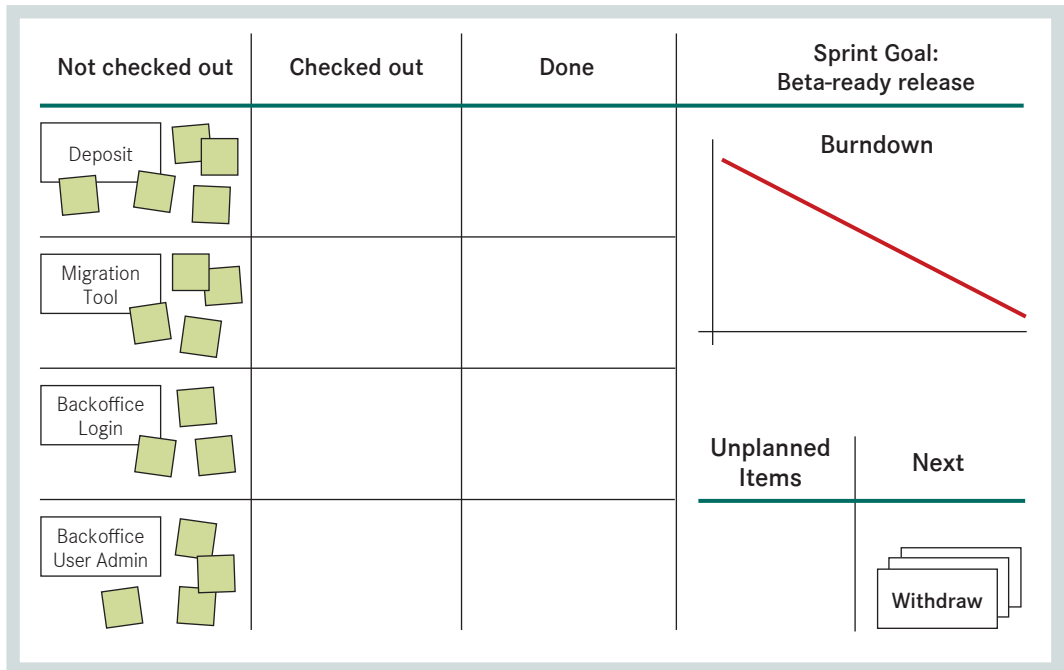 Not checked out
Checked out
Done
Sprint Goal:
Beta-ready release
Deposit
Burndown
Migration
Tool
Backoffice
Login
Unplanned
Items
Next
Backoffice
User Admin
Withdraw